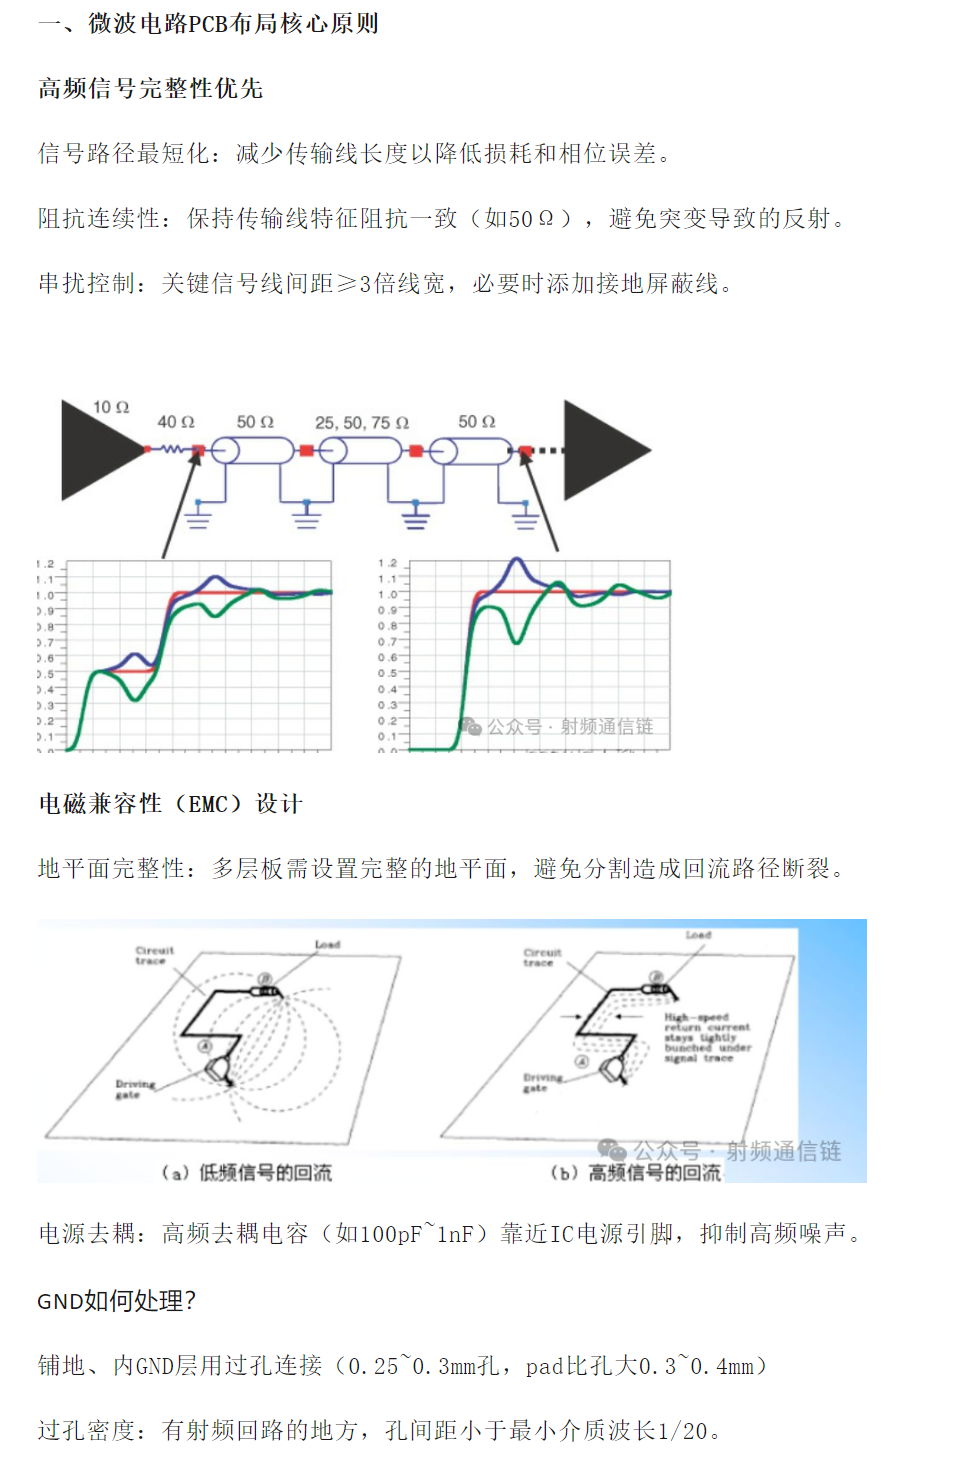 一、微波电路PCB布局核心原则
高频信号完整性优先
信号路径最短化：减少传输线长度以降低损耗和相位误差。
阻抗连续性：保持传输线特征阻抗一致（如50Ω），避免突变导致的反射。
串扰控制：关键信号线间距≥3倍线宽，必要时添加接地屏蔽线。
10 Ω
40 Ω
50 Ω
25, 50, 75 Ω
50 Ω
1.2
1.1
1.0
0.9
0.8
0.7
0.6
0.5
0.4
0.3
0.2
0.1
0.0
1.2
1.1
1.0
0.9
0.8
0.7
0.6
0.5
0.4
0.3
0.2
0.1
0.0
公众号·射频通信链
电磁兼容性（EMC）设计
地平面完整性：多层板需设置完整的地平面，避免分割造成回流路径断裂。
Circuit
trace
Load
B
A
Driving
gate
(a) 低频信号的回流
Circuit
trace
Load
B
High-speed
return current
stays tightly
bunched under
signal trace
A
Driving
gate
公众号·射频通信链
(b) 高频信号的回流
电源去耦：高频去耦电容（如100pF~1nF）靠近IC电源引脚，抑制高频噪声。
GND如何处理？
铺地、内GND层用过孔连接（0.25~0.3mm孔，pad比孔大0.3~0.4mm）
过孔密度：有射频回路的地方，孔间距小于最小介质波长1/20。